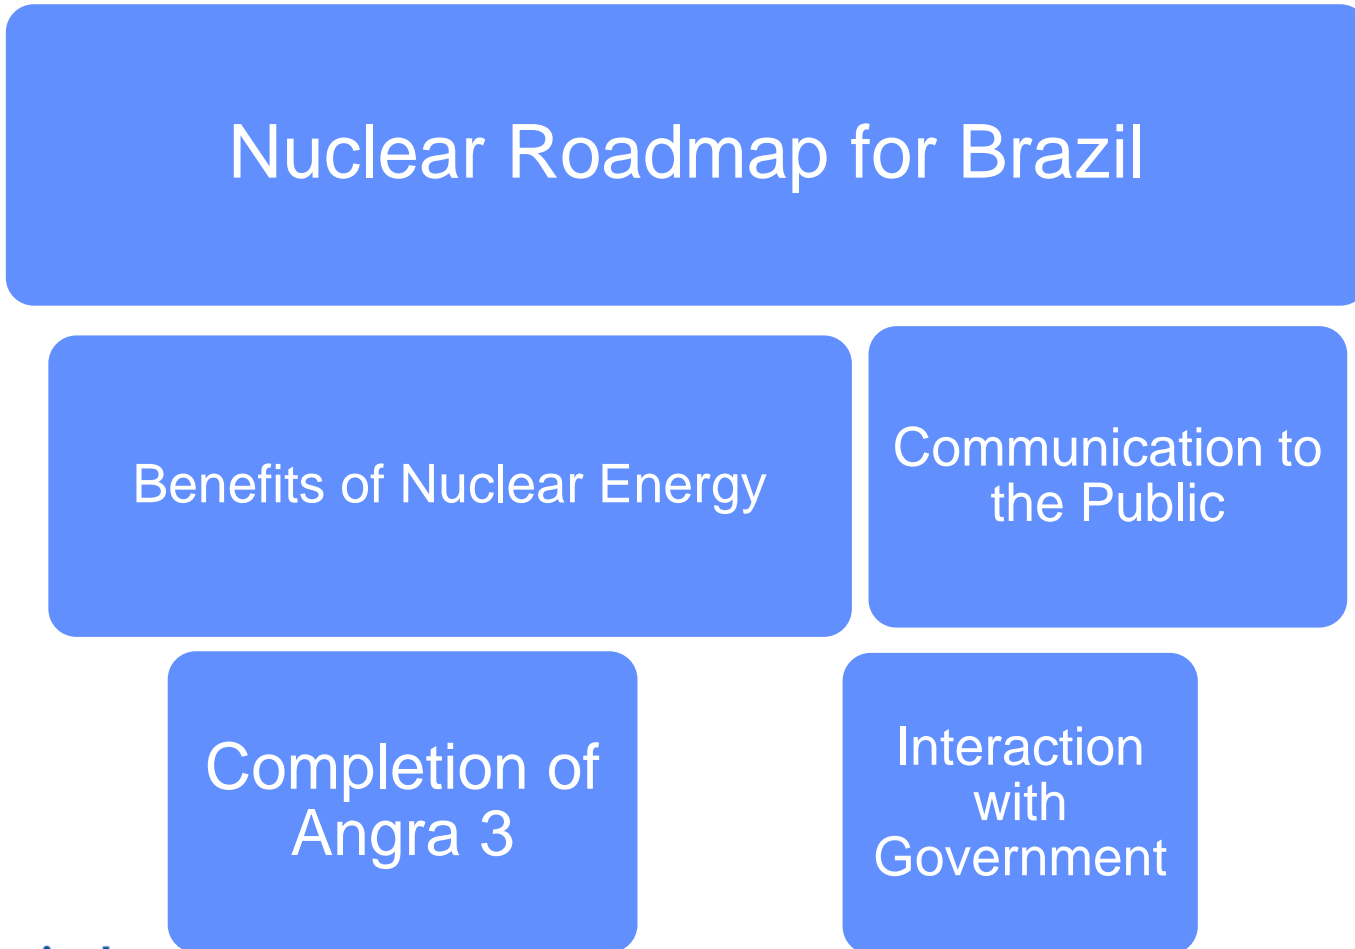 Nuclear Roadmap for Brazil
Benefits of Nuclear Energy
Communication to
the Public
Completion of
Angra 3
Interaction
with
Government